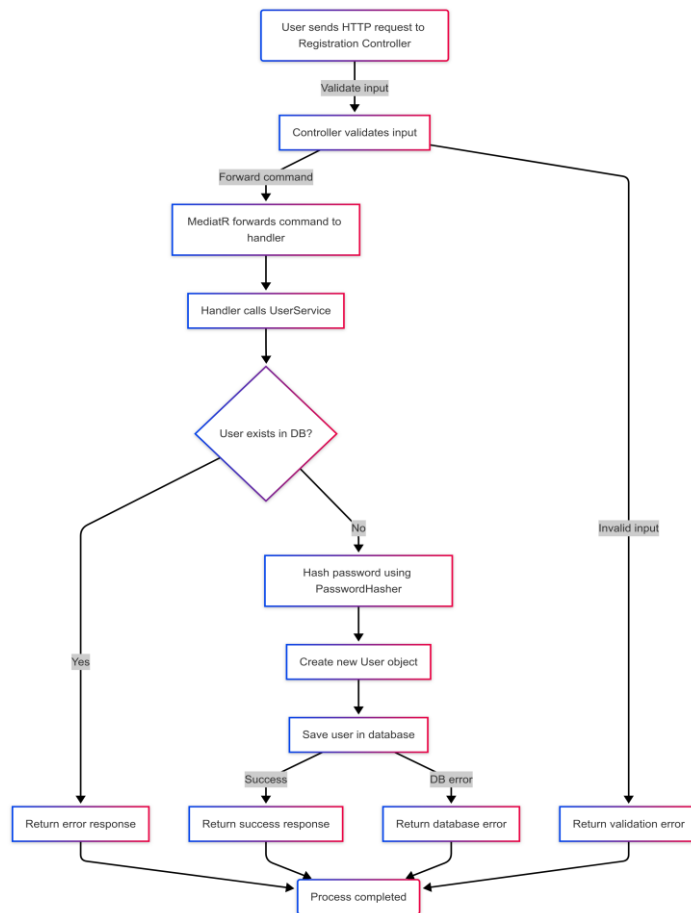 User sends HTTP request to
Registration Controller
Validate input
Controller validates input
Forward command
MediatR forwards command to
handler
Handler calls UserService
User exists in DB?
No
Invalid input
Hash password using
PasswordHasher
Yes
Create new User object
Save user in database
Success
DB error
Return error response
Return success response
Return database error
Return validation error
Process completed